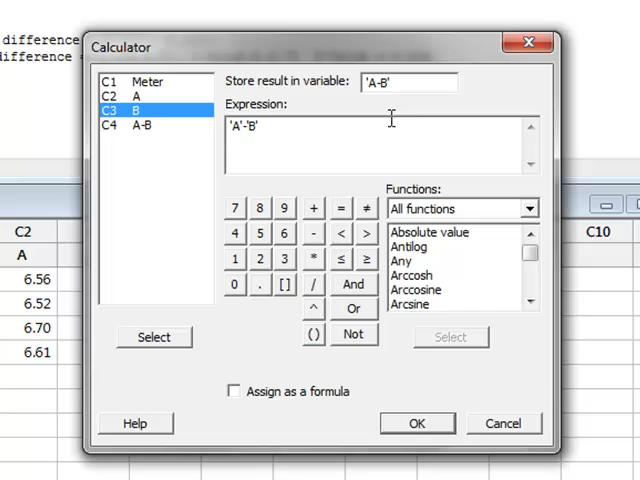 difference
difference =
Calculator
C1 Meter
C2 A
C3 B
C4 A-B
Store result in variable: 'A-B'
Expression:
'A'-'B'
Functions:
All functions
7 8 9 + = ≠
4 5 6 - < >
1 2 3 * ≤ ≥
0 . [] / And
^ Or
() Not
Absolute value
Antilog
Any
Arccosh
Arccosine
Arcsine
Select
Select
Assign as a formula
Help
OK
Cancel
C2
A
6.56
6.52
6.70
6.61
C10